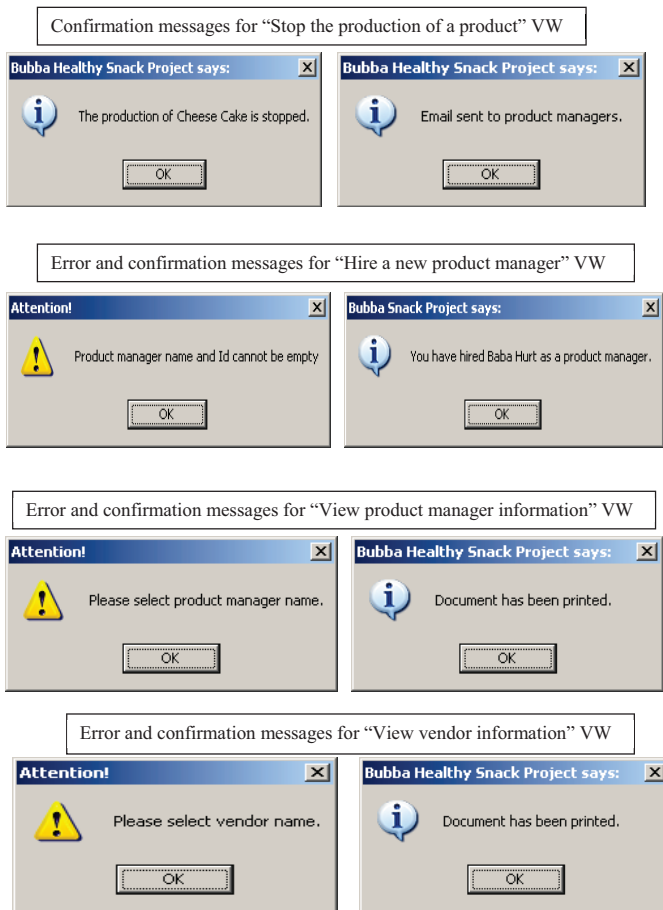 Confirmation messages for “Stop the production of a product” VW
Bubba Healthy Snack Project says:
The production of Cheese Cake is stopped.
OK
Bubba Healthy Snack Project says:
Email sent to product managers.
OK
Error and confirmation messages for “Hire a new product manager” VW
Attention!
Product manager name and Id cannot be empty
OK
Bubba Snack Project says:
You have hired Baba Hurt as a product manager.
OK
Error and confirmation messages for “View product manager information” VW
Attention!
Please select product manager name.
OK
Bubba Healthy Snack Project says:
Document has been printed.
OK
Error and confirmation messages for “View vendor information” VW
Attention!
Please select vendor name.
OK
Bubba Healthy Snack Project says:
Document has been printed.
OK